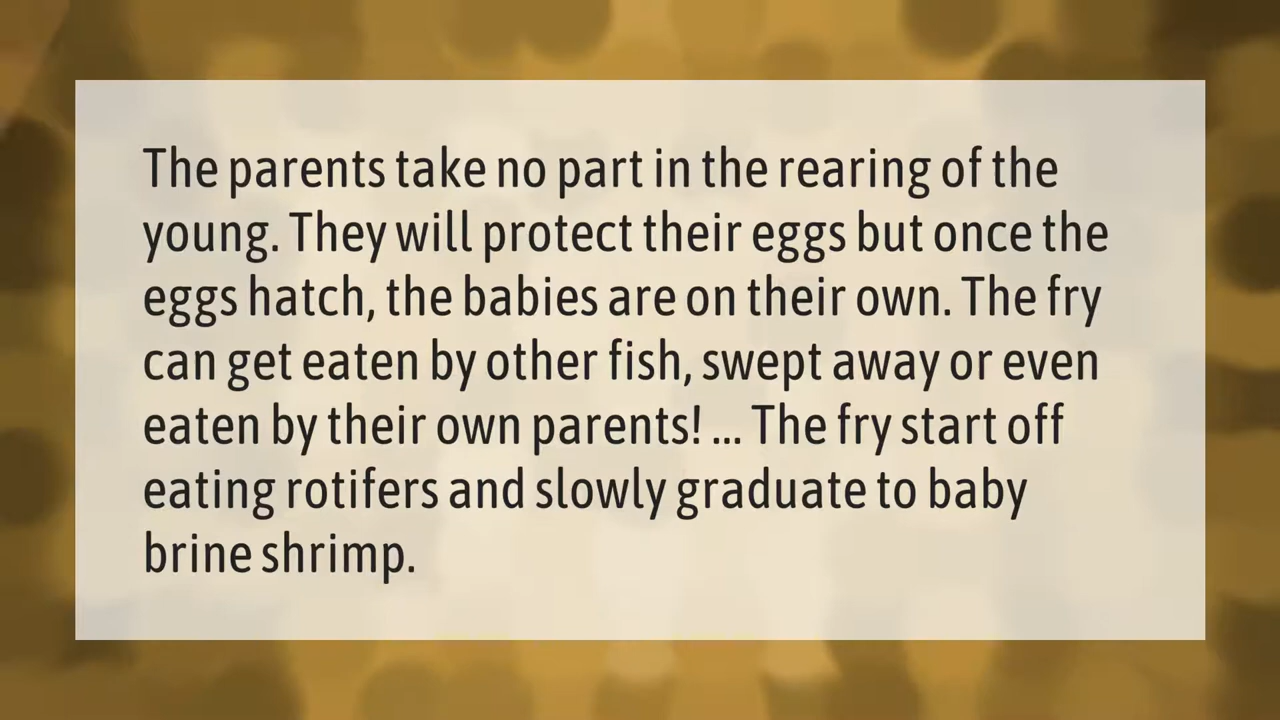 The parents take no part in the rearing of the
young. They will protect their eggs but once the
eggs hatch, the babies are on their own. The fry
can get eaten by other fish, swept away or even
eaten by their own parents! ... The fry start off
eating rotifers and slowly graduate to baby
brine shrimp.